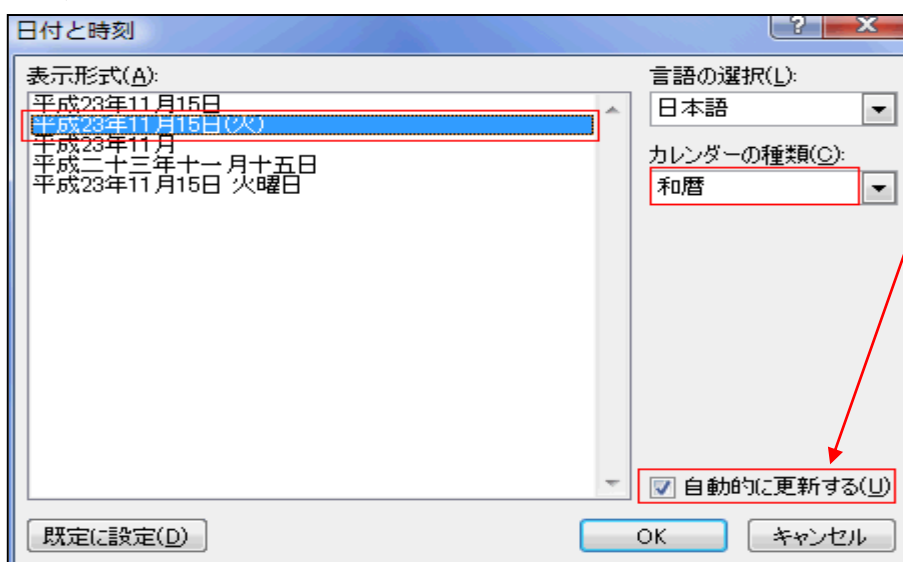 日付と時刻
?
表示形式(A):
平成23年11月15日
平成23年11月15日(火)
平成23年11月
平成二十三年十一月十五日
平成23年11月15日 火曜日
言語の選択(L):
日本語
カレンダーの種類(C):
和暦
自動的に更新する(U)
既定に設定(D)
OK
キャンセル